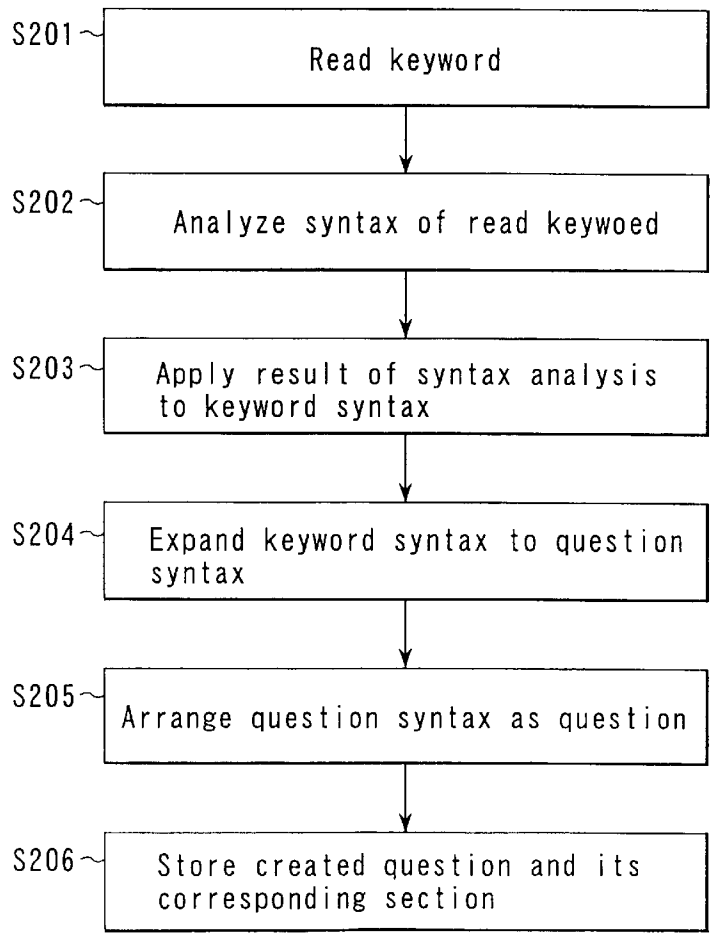 S201
Read keyword
S202
Analyze syntax of read keywoed
S203
Apply result of syntax analysis
to keyword syntax
S204
Expand keyword syntax to question
syntax
S205
Arrange question syntax as question
S206
Store created question and its
corresponding section